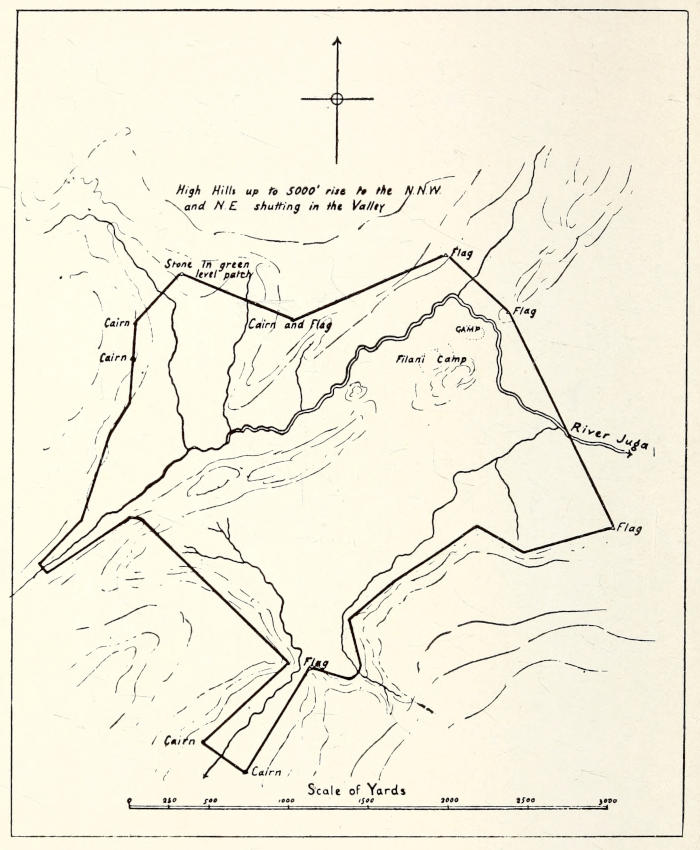 High Hills up to 5000' rise to the N.N.W.
and N.E. shutting in the Valley
Stone in green
level patch
Flag
Cairn
Cairn and Flag
Flag
CAMP
Cairn
Filani Camp
River Juga
Flag
Flag
Cairn
Cairn
Scale of Yards
0 250 500 1000 1500 2000 2500 3000